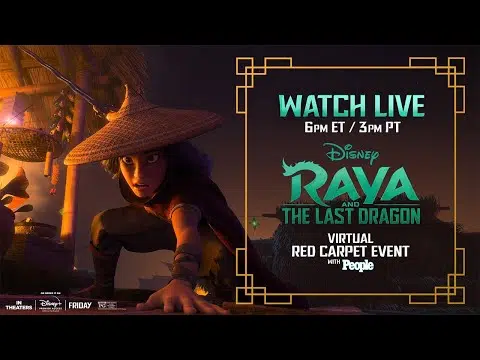 WATCH LIVE
6PM ET / 3PM PT
Disney
RAYA
AND
THE LAST DRAGON
VIRTUAL
RED CARPET EVENT
WITH People
IN THEATERS
Disney+
FRIDAY